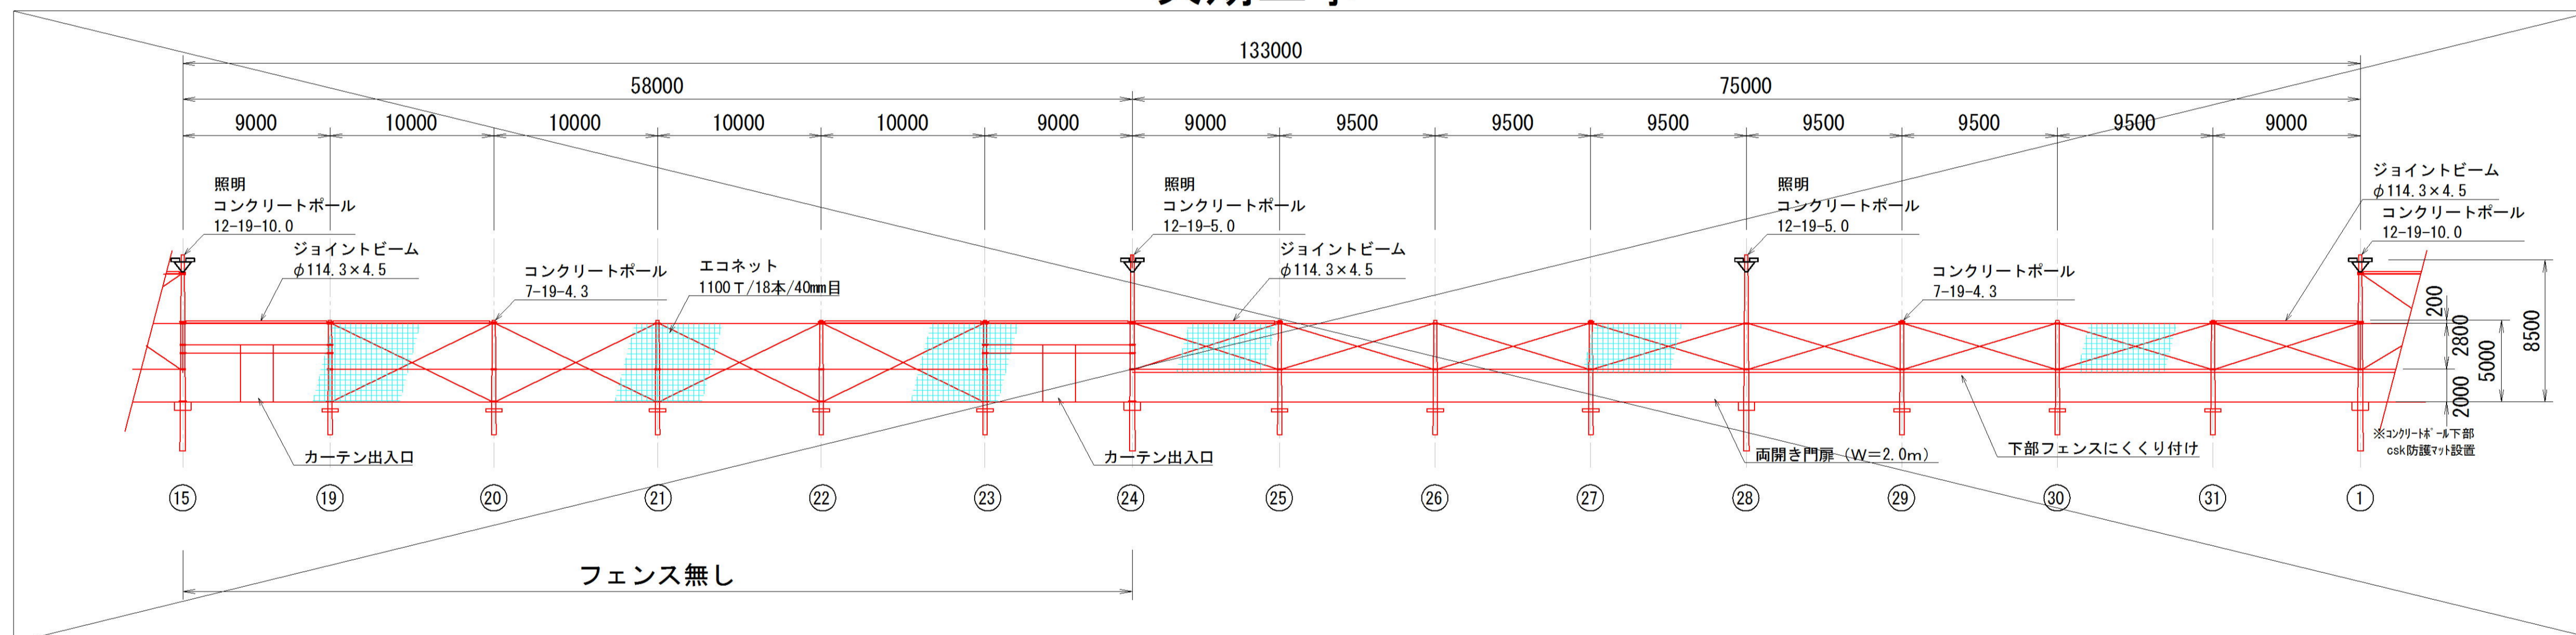 133000
58000
75000
9000
10000
10000
10000
10000
9000
9000
9500
9500
9500
9500
9500
9500
9000
照明
コンクリートポール
12-19-10.0
ジョイントビーム
φ114.3×4.5
コンクリートポール
7-19-4.3
エコネット
1100T/18本/40mm目
照明
コンクリートポール
12-19-5.0
ジョイントビーム
φ114.3×4.5
照明
コンクリートポール
12-19-5.0
コンクリートポール
7-19-4.3
ジョイントビーム
φ114.3×4.5
コンクリートポール
12-19-10.0
200
2800
2000
5000
8500
※コンクリートポール下部
csk防護マット設置
カーテン出入口
カーテン出入口
両開き門扉（W=2.0m）
下部フェンスにくくり付け
15
19
20
21
22
23
24
25
26
27
28
29
30
31
1
フェンス無し